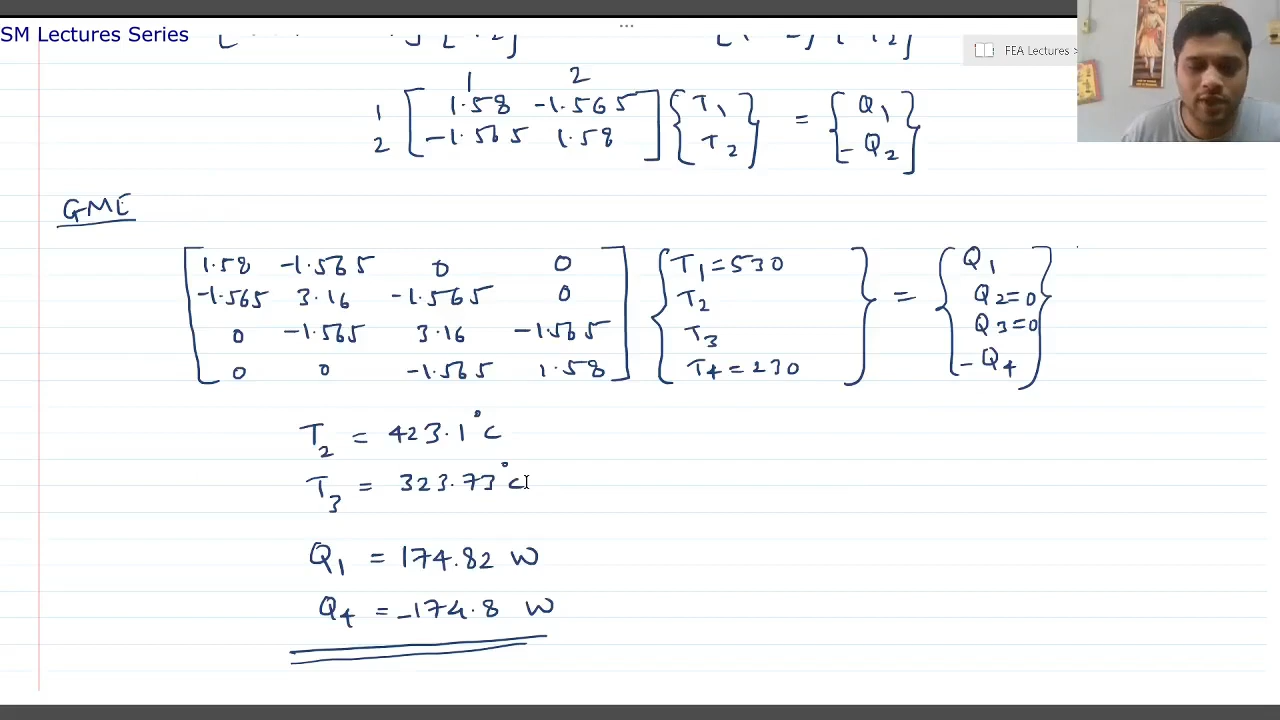 SM Lectures Series
FEA Lectures >
1 2
1 [1.58 -1.565] {T1} = {Q1}
2 [-1.565 1.58] {T2} {-Q2}
GME
[1.58 -1.565 0 0] {T1=530} = {Q1}
[-1.565 3.16 -1.565 0] {T2} {Q2=0}
[0 -1.565 3.16 -1.565] {T3} {Q3=0}
[0 0 -1.565 1.58] {T4=230} {-Q4}
T2 = 423.1°c
T3 = 323.73°c
Q1 = 174.82 W
Q4 = -174.8 W